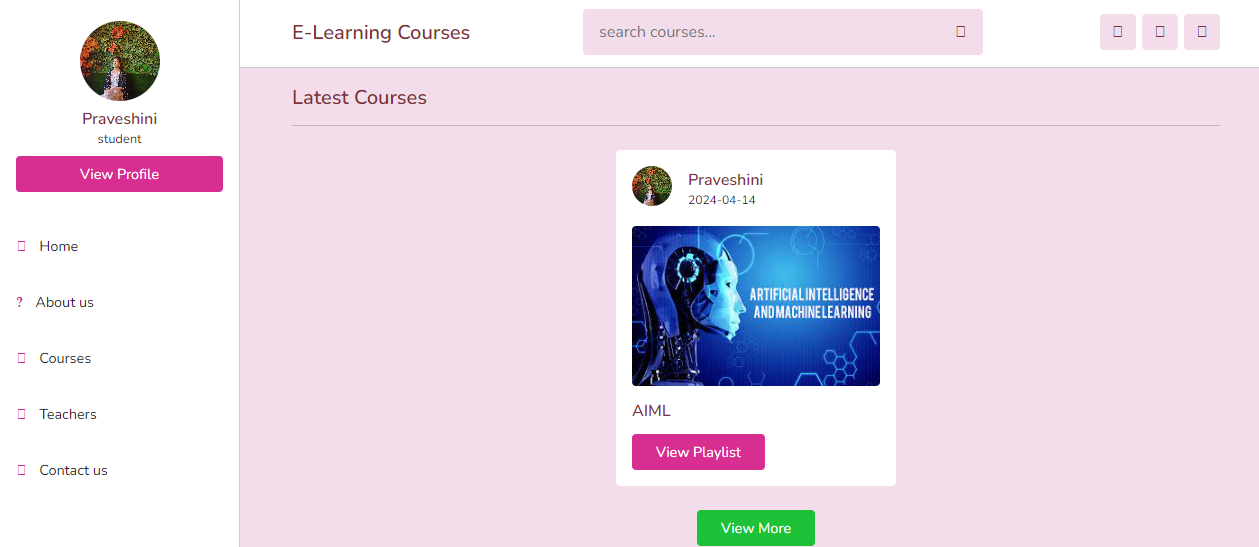 Praveshini
student
View Profile
Home
? About us
Courses
Teachers
Contact us
E-Learning Courses
search courses...
Latest Courses
Praveshini
2024-04-14
ARTIFICIAL INTELLIGENCE
AND MACHINE LEARNING
AIML
View Playlist
View More